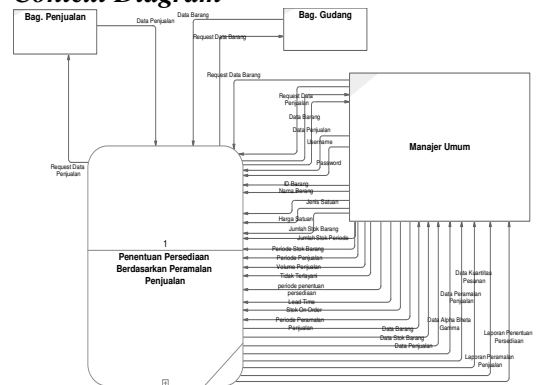 Context Diagram
Bag. Penjualan
Data Penjualan
Data Barang
Bag. Gudang
Request Data Barang
Request Data Barang
Request Data
Penjualan
Data Barang
Data Penjualan
Username
Password
Manajer Umum
Request Data
Penjualan
ID Barang
Nama Barang
Jenis Satuan
Harga Satuan
Jumlah Stok Barang
Jumlah Stok Periode
1
Penentuan Persediaan
Berdasarkan Peramalan
Penjualan
Periode Stok Barang
Periode Penjualan
Volume Penjualan
Tidak Terlayani
periode penentuan
persediaan
Lead Time
Stok On Order
Periode Peramalan
Penjualan
Data Barang
Data Stok Barang
Data Penjualan
Data Alpha Bheta
Gamma
Data Peramalan
Penjualan
Data Kuantitas
Pesanan
Laporan Peramalan
Penjualan
Laporan Penentuan
Persediaan